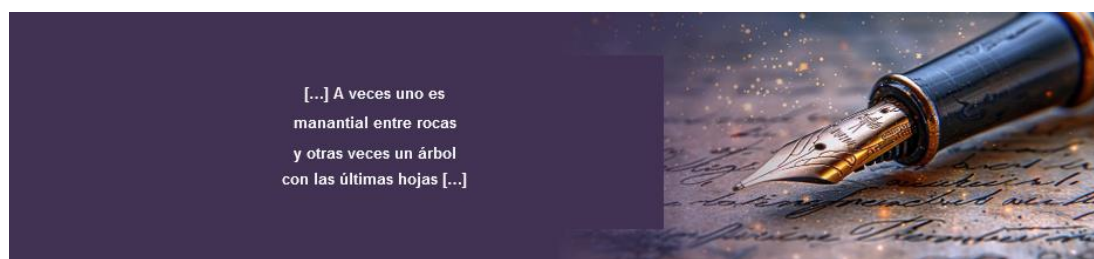 [...] A veces uno es
manantial entre rocas
y otras veces un árbol
con las últimas hojas [...]